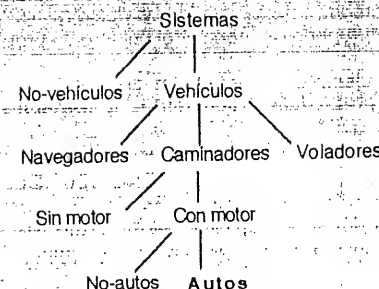 Sistemas
No-vehículos Vehículos
Navegadores Caminadores Voladores
Sin motor Con motor
No-autos Autos